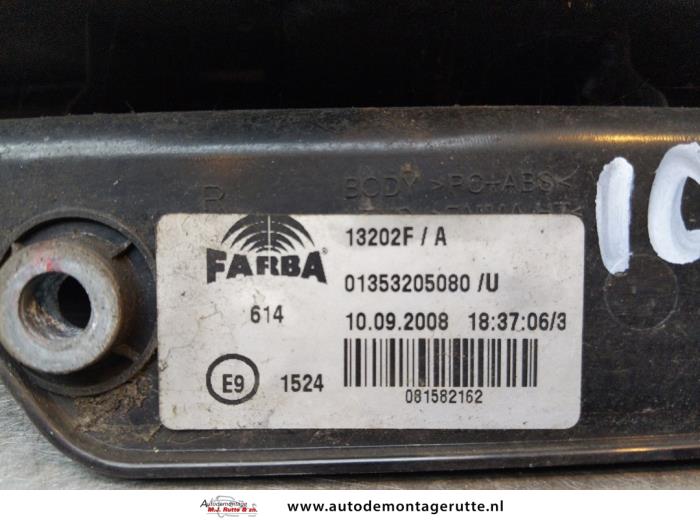 R
BODY >PC+ABS<
10
FARBA
13202F / A
01353205080 /U
614
10.09.2008 18:37:06/3
E9 1524
081582162
Autodemontage
M.J. Rutte & zn.
www.autodemontagerutte.nl